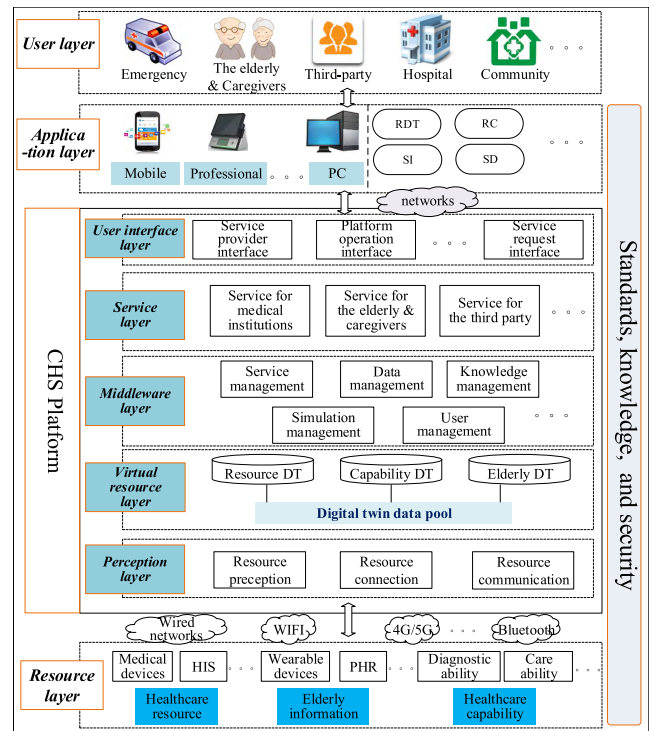 User layer
Emergency
The elderly
& Caregivers
Third-party
Hospital
Community
Applica
-tion layer
Mobile
Professional
PC
RDT
RC
SI
SD
networks
CHS Platform
User interface
layer
Service
provider
interface
Platform
operation
interface
Service
request
interface
Service
layer
Service for
medical
institutions
Service for
the elderly &
caregivers
Service for
the third party
Middleware
layer
Service
management
Data
management
Knowledge
management
Simulation
management
User
management
Virtual
resource
layer
Resource DT
Capability DT
Elderly DT
Digital twin data pool
Perception
layer
Resource
preception
Resource
connection
Resource
communication
Wired
networks
WIFI
4G/5G
Bluetooth
Resource
layer
Medical
devices
HIS
Wearable
devices
PHR
Diagnostic
ability
Care
ability
Healthcare
resource
Elderly
information
Healthcare
capability
Standards, knowledge, and security